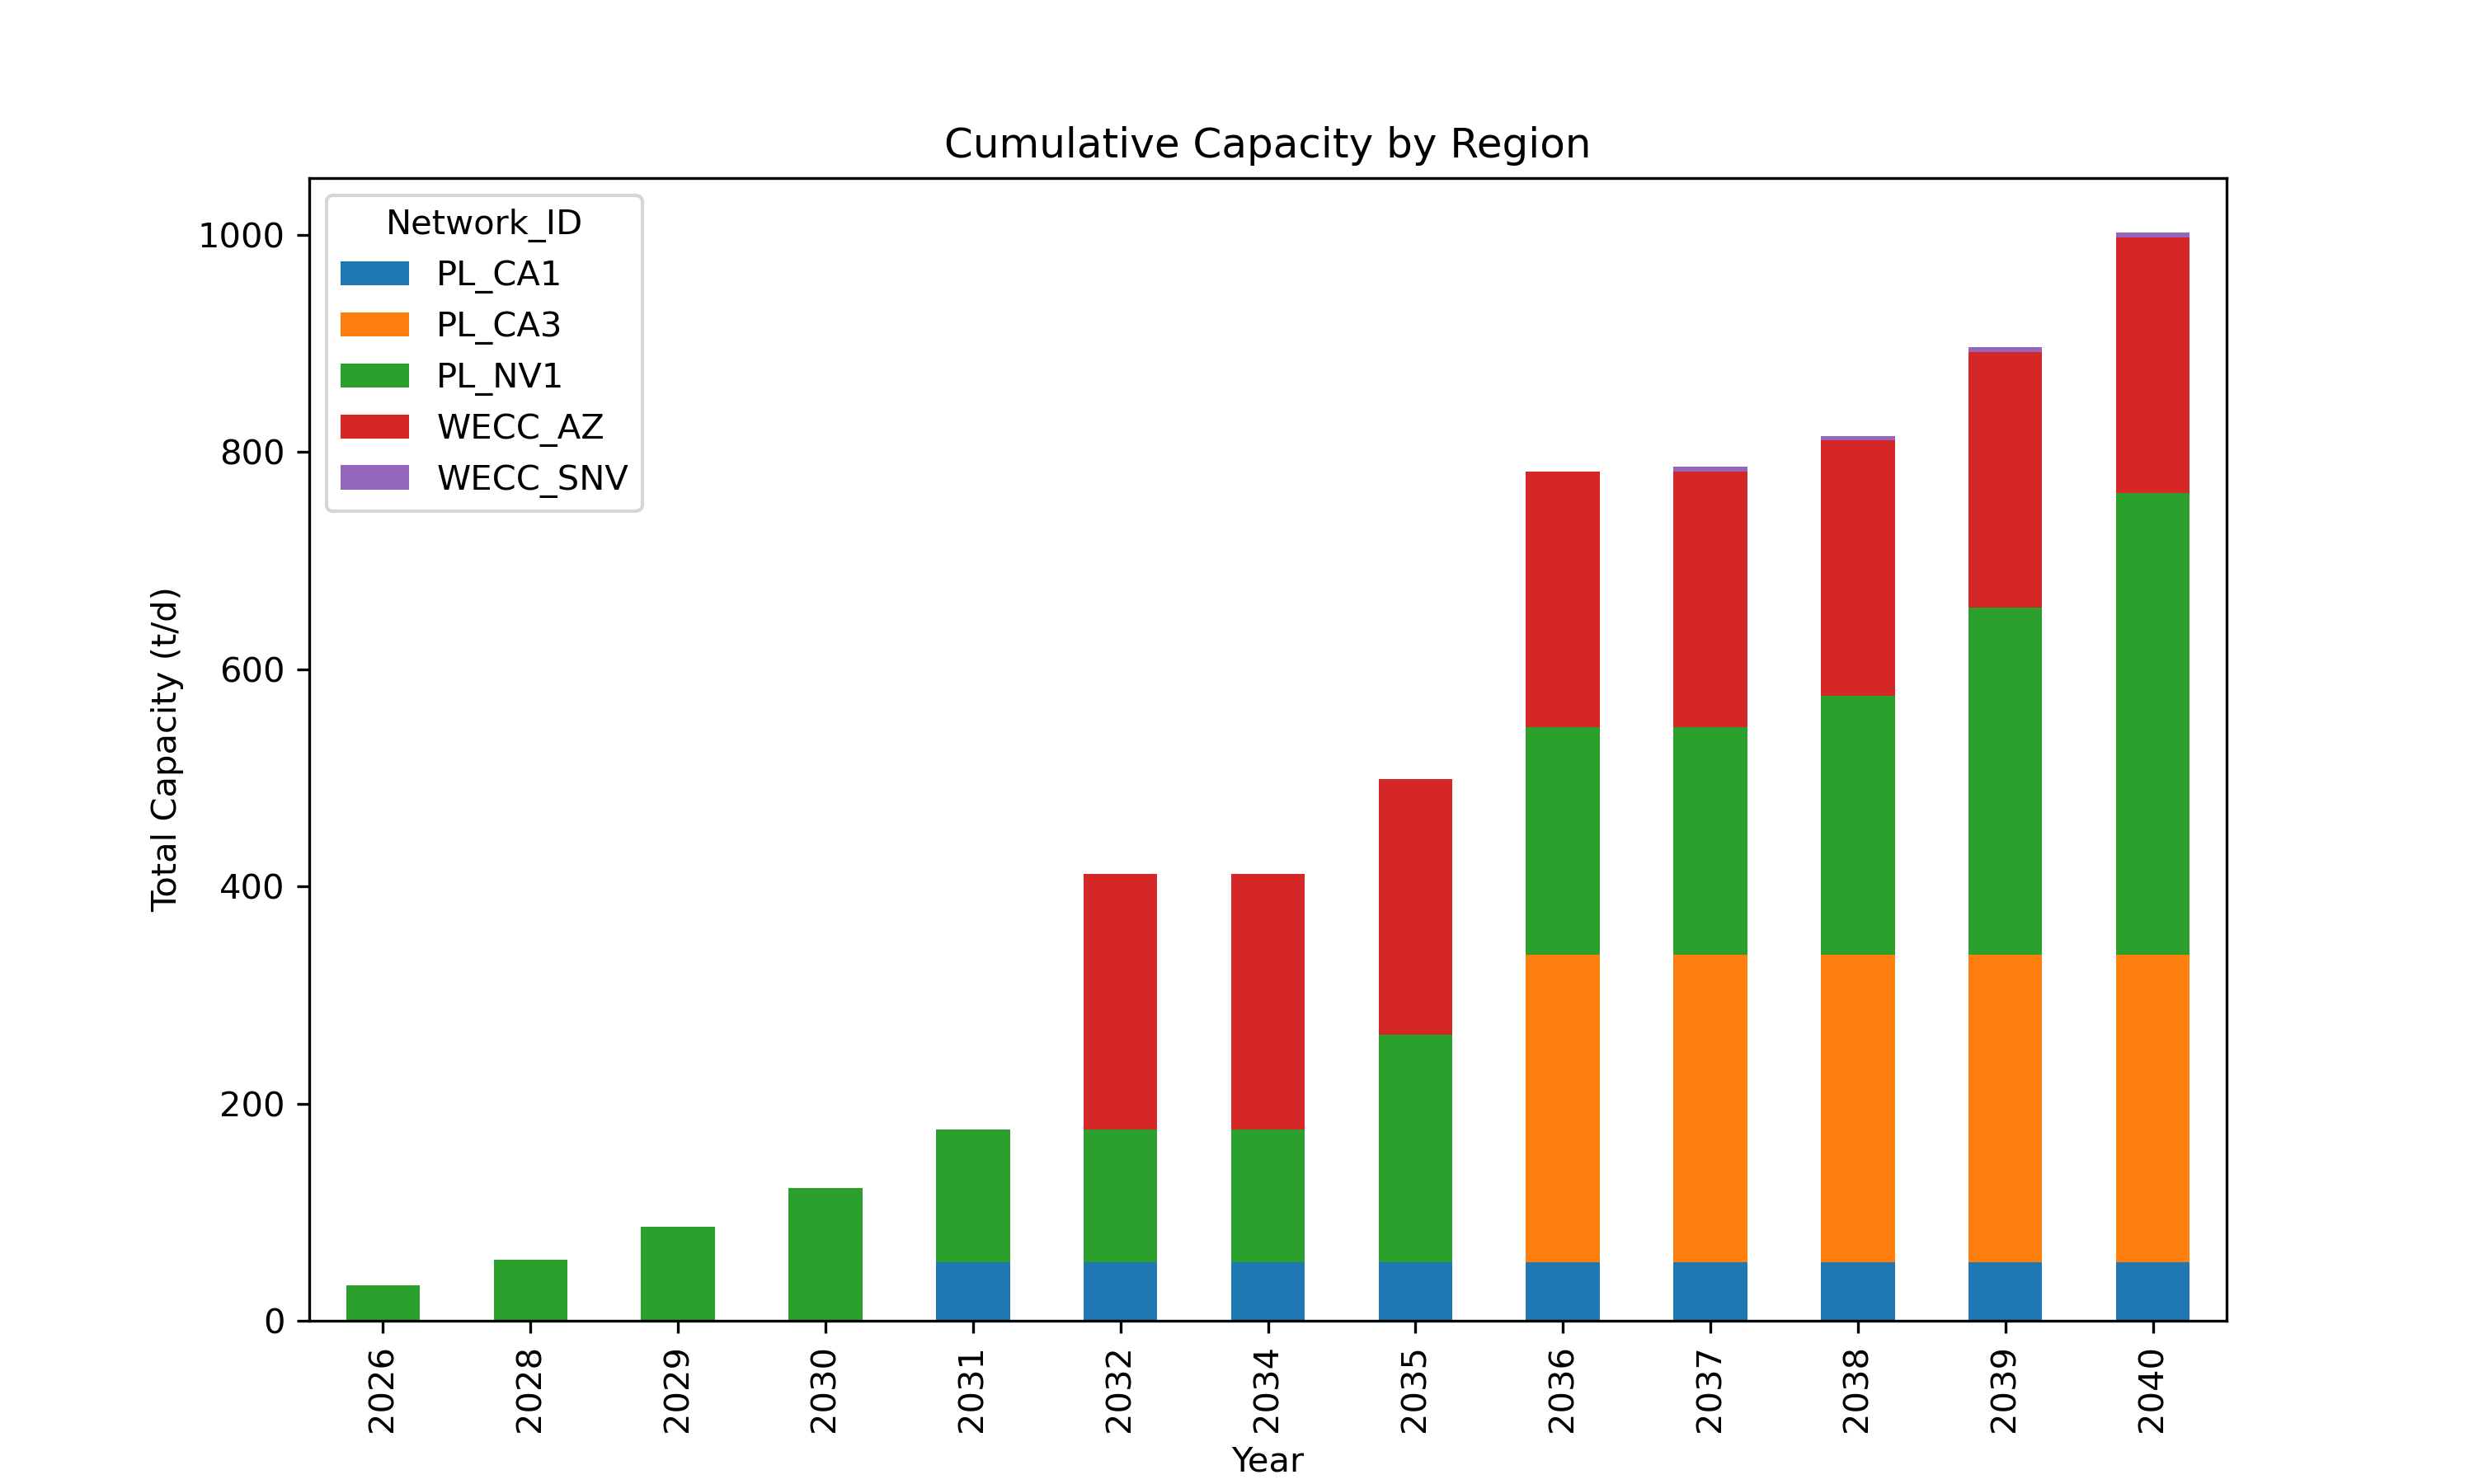 Cumulative Capacity by Region
Network_ID
PL_CA1
PL_CA3
PL_NV1
WECC_AZ
WECC_SNV
Total Capacity (t/d)
1000
800
600
400
200
0
2026
2028
2029
2030
2031
2032
2034
2035
2036
2037
2038
2039
2040
Year